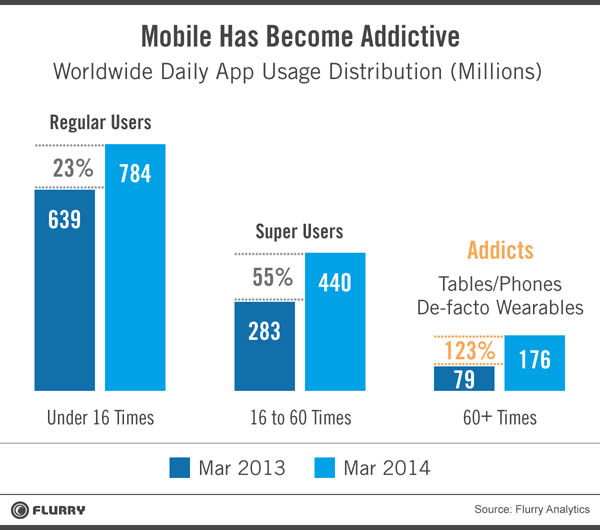 Mobile Has Become Addictive
Worldwide Daily App Usage Distribution (Millions)
Regular Users
23%
784
639
Under 16 Times
Super Users
55%
440
283
16 to 60 Times
Addicts
Tables/Phones
De-facto Wearables
123%
176
79
60+ Times
Mar 2013
Mar 2014
FLURRY
Source: Flurry Analytics